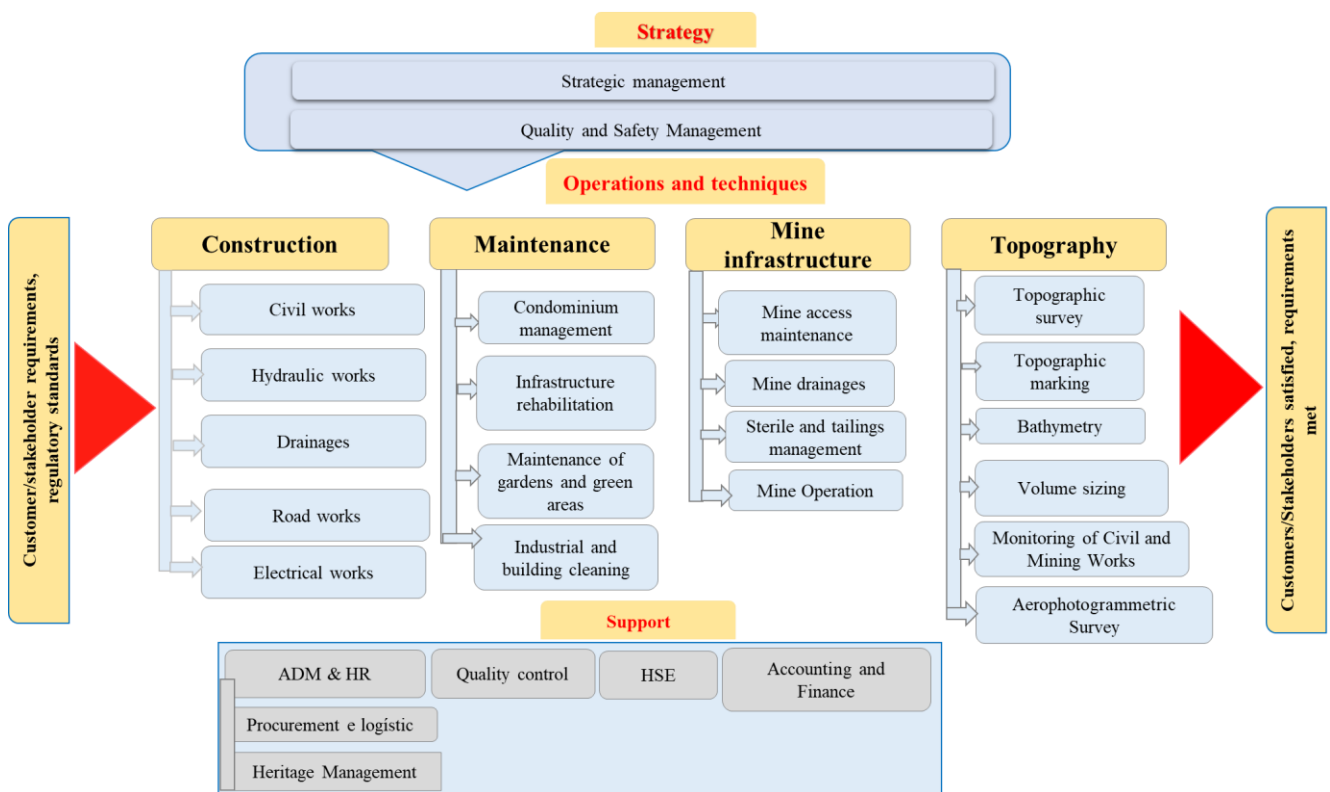 Strategy
Strategic management
Quality and Safety Management
Operations and techniques
Customer/stakeholder requirements,
regulatory standards
Construction
Civil works
Hydraulic works
Drainages
Road works
Electrical works
Maintenance
Condominium
management
Infrastructure
rehabilitation
Maintenance of
gardens and green
areas
Industrial and
building cleaning
Mine
infrastructure
Mine access
maintenance
Mine drainages
Sterile and tailings
management
Mine Operation
Topography
Topographic
survey
Topographic
marking
Bathymetry
Volume sizing
Monitoring of Civil and
Mining Works
Aerophotogrammetric
Survey
Customers/Stakeholders satisfied, requirements
met
Support
ADM & HR
Quality control
HSE
Accounting and
Finance
Procurement e logístic
Heritage Management